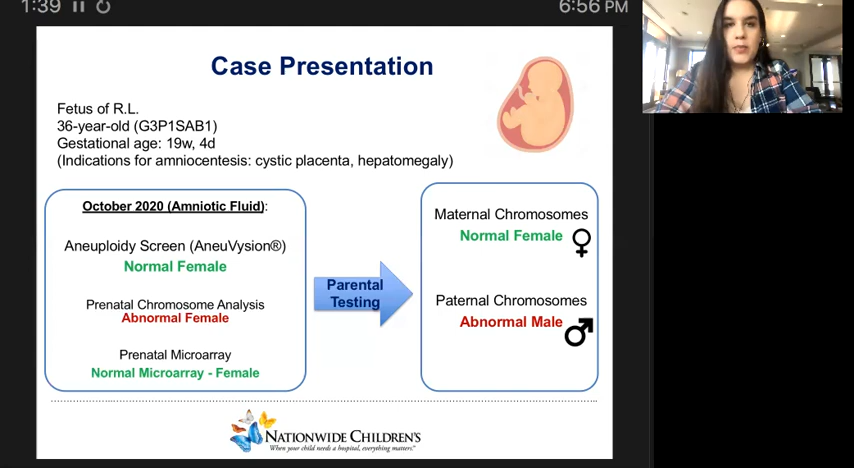 1:39
6:56 PM
Case Presentation
Fetus of R.L.
36-year-old (G3P1SAB1)
Gestational age: 19w, 4d
(Indications for amniocentesis: cystic placenta, hepatomegaly)
October 2020 (Amniotic Fluid):
Aneuploidy Screen (AneuVysion®)
Normal Female
Prenatal Chromosome Analysis
Abnormal Female
Prenatal Microarray
Normal Microarray - Female
Parental
Testing
Maternal Chromosomes
Normal Female
Paternal Chromosomes
Abnormal Male
NATIONWIDE CHILDREN'S
When your child needs a hospital, everything matters.